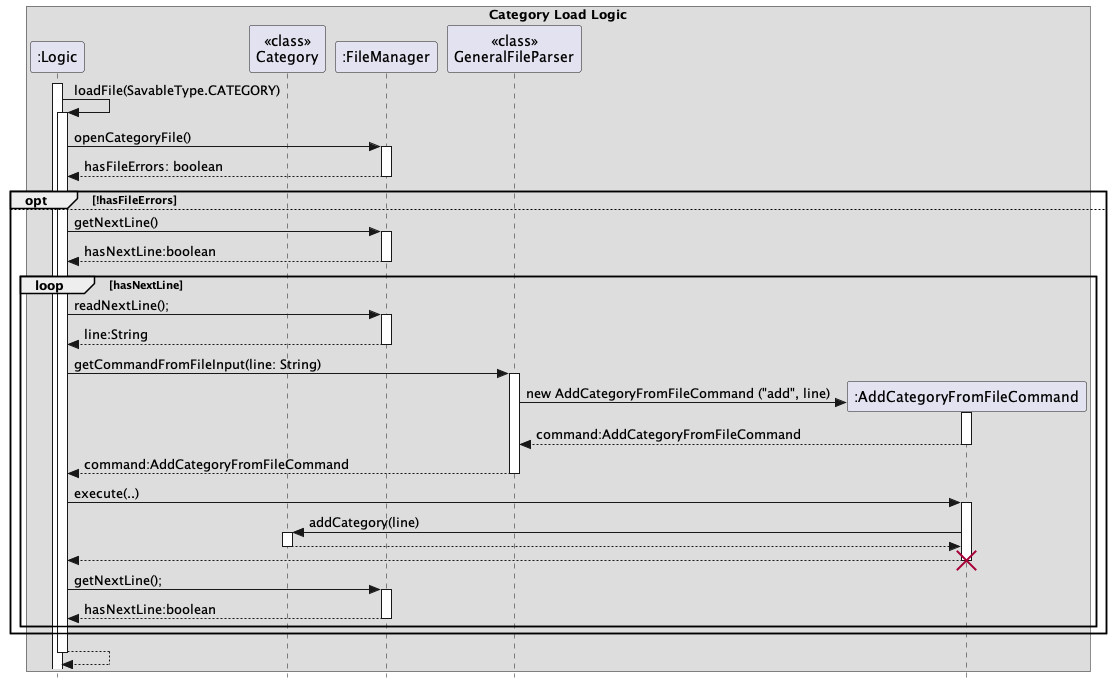 Category Load Logic
:Logic
«class»
Category
:FileManager
«class»
GeneralFileParser
loadFile(SavableType.CATEGORY)
openCategoryFile()
hasFileErrors: boolean
opt [!hasFileErrors]
getNextLine()
hasNextLine:boolean
loop [hasNextLine]
readNextLine();
line:String
getCommandFromFileInput(line: String)
new AddCategoryFromFileCommand ("add", line)
:AddCategoryFromFileCommand
command:AddCategoryFromFileCommand
command:AddCategoryFromFileCommand
execute(..)
addCategory(line)
getNextLine();
hasNextLine:boolean